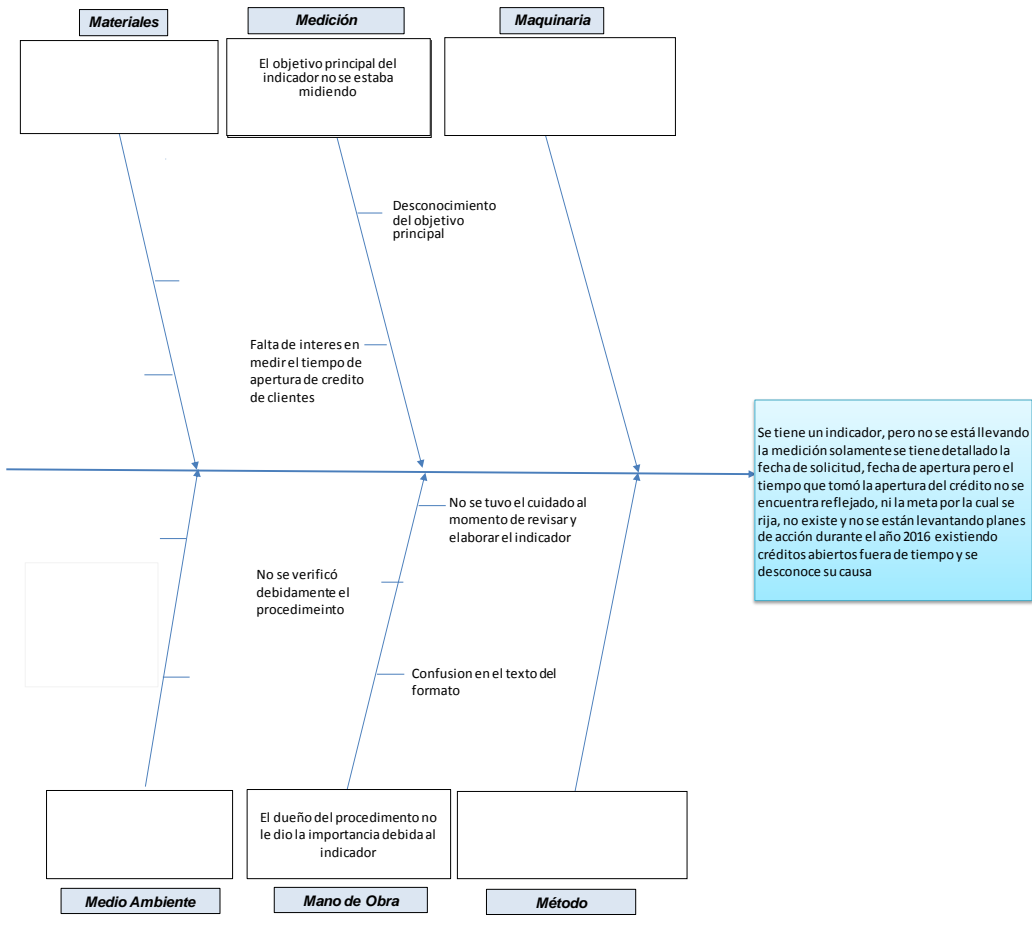 Materiales
Medición
Maquinaria
El objetivo principal del
indicador no se estaba
midiendo
Desconocimiento
del objetivo
principal
Falta de interes en
medir el tiempo de
apertura de credito
de clientes
Se tiene un indicador, pero no se está llevando
la medición solamente se tiene detallado la
fecha de solicitud, fecha de apertura pero el
tiempo que tomó la apertura del crédito no se
encuentra reflejado, ni la meta por la cual se
rija, no existe y no se están levantando planes
de acción durante el año 2016 existiendo
créditos abiertos fuera de tiempo y se
desconoce su causa
No se tuvo el cuidado al
momento de revisar y
elaborar el indicador
No se verificó
debidamente el
procedimeinto
Confusion en el texto del
formato
El dueño del procedimento no
le dio la importancia debida al
indicador
Medio Ambiente
Mano de Obra
Método